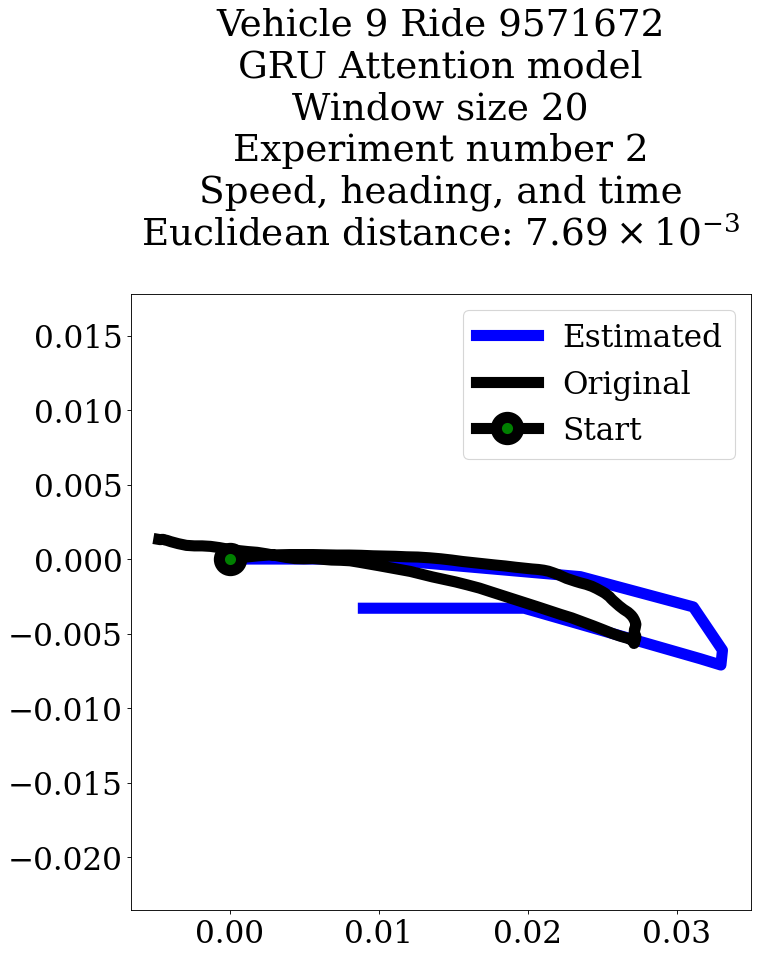 Vehicle 9 Ride 9571672
GRU Attention model
Window size 20
Experiment number 2
Speed, heading, and time
Euclidean distance: 7.69 × 10⁻³
Estimated
Original
Start
0.015
0.010
0.005
0.000
−0.005
−0.010
−0.015
−0.020
0.00 0.01 0.02 0.03